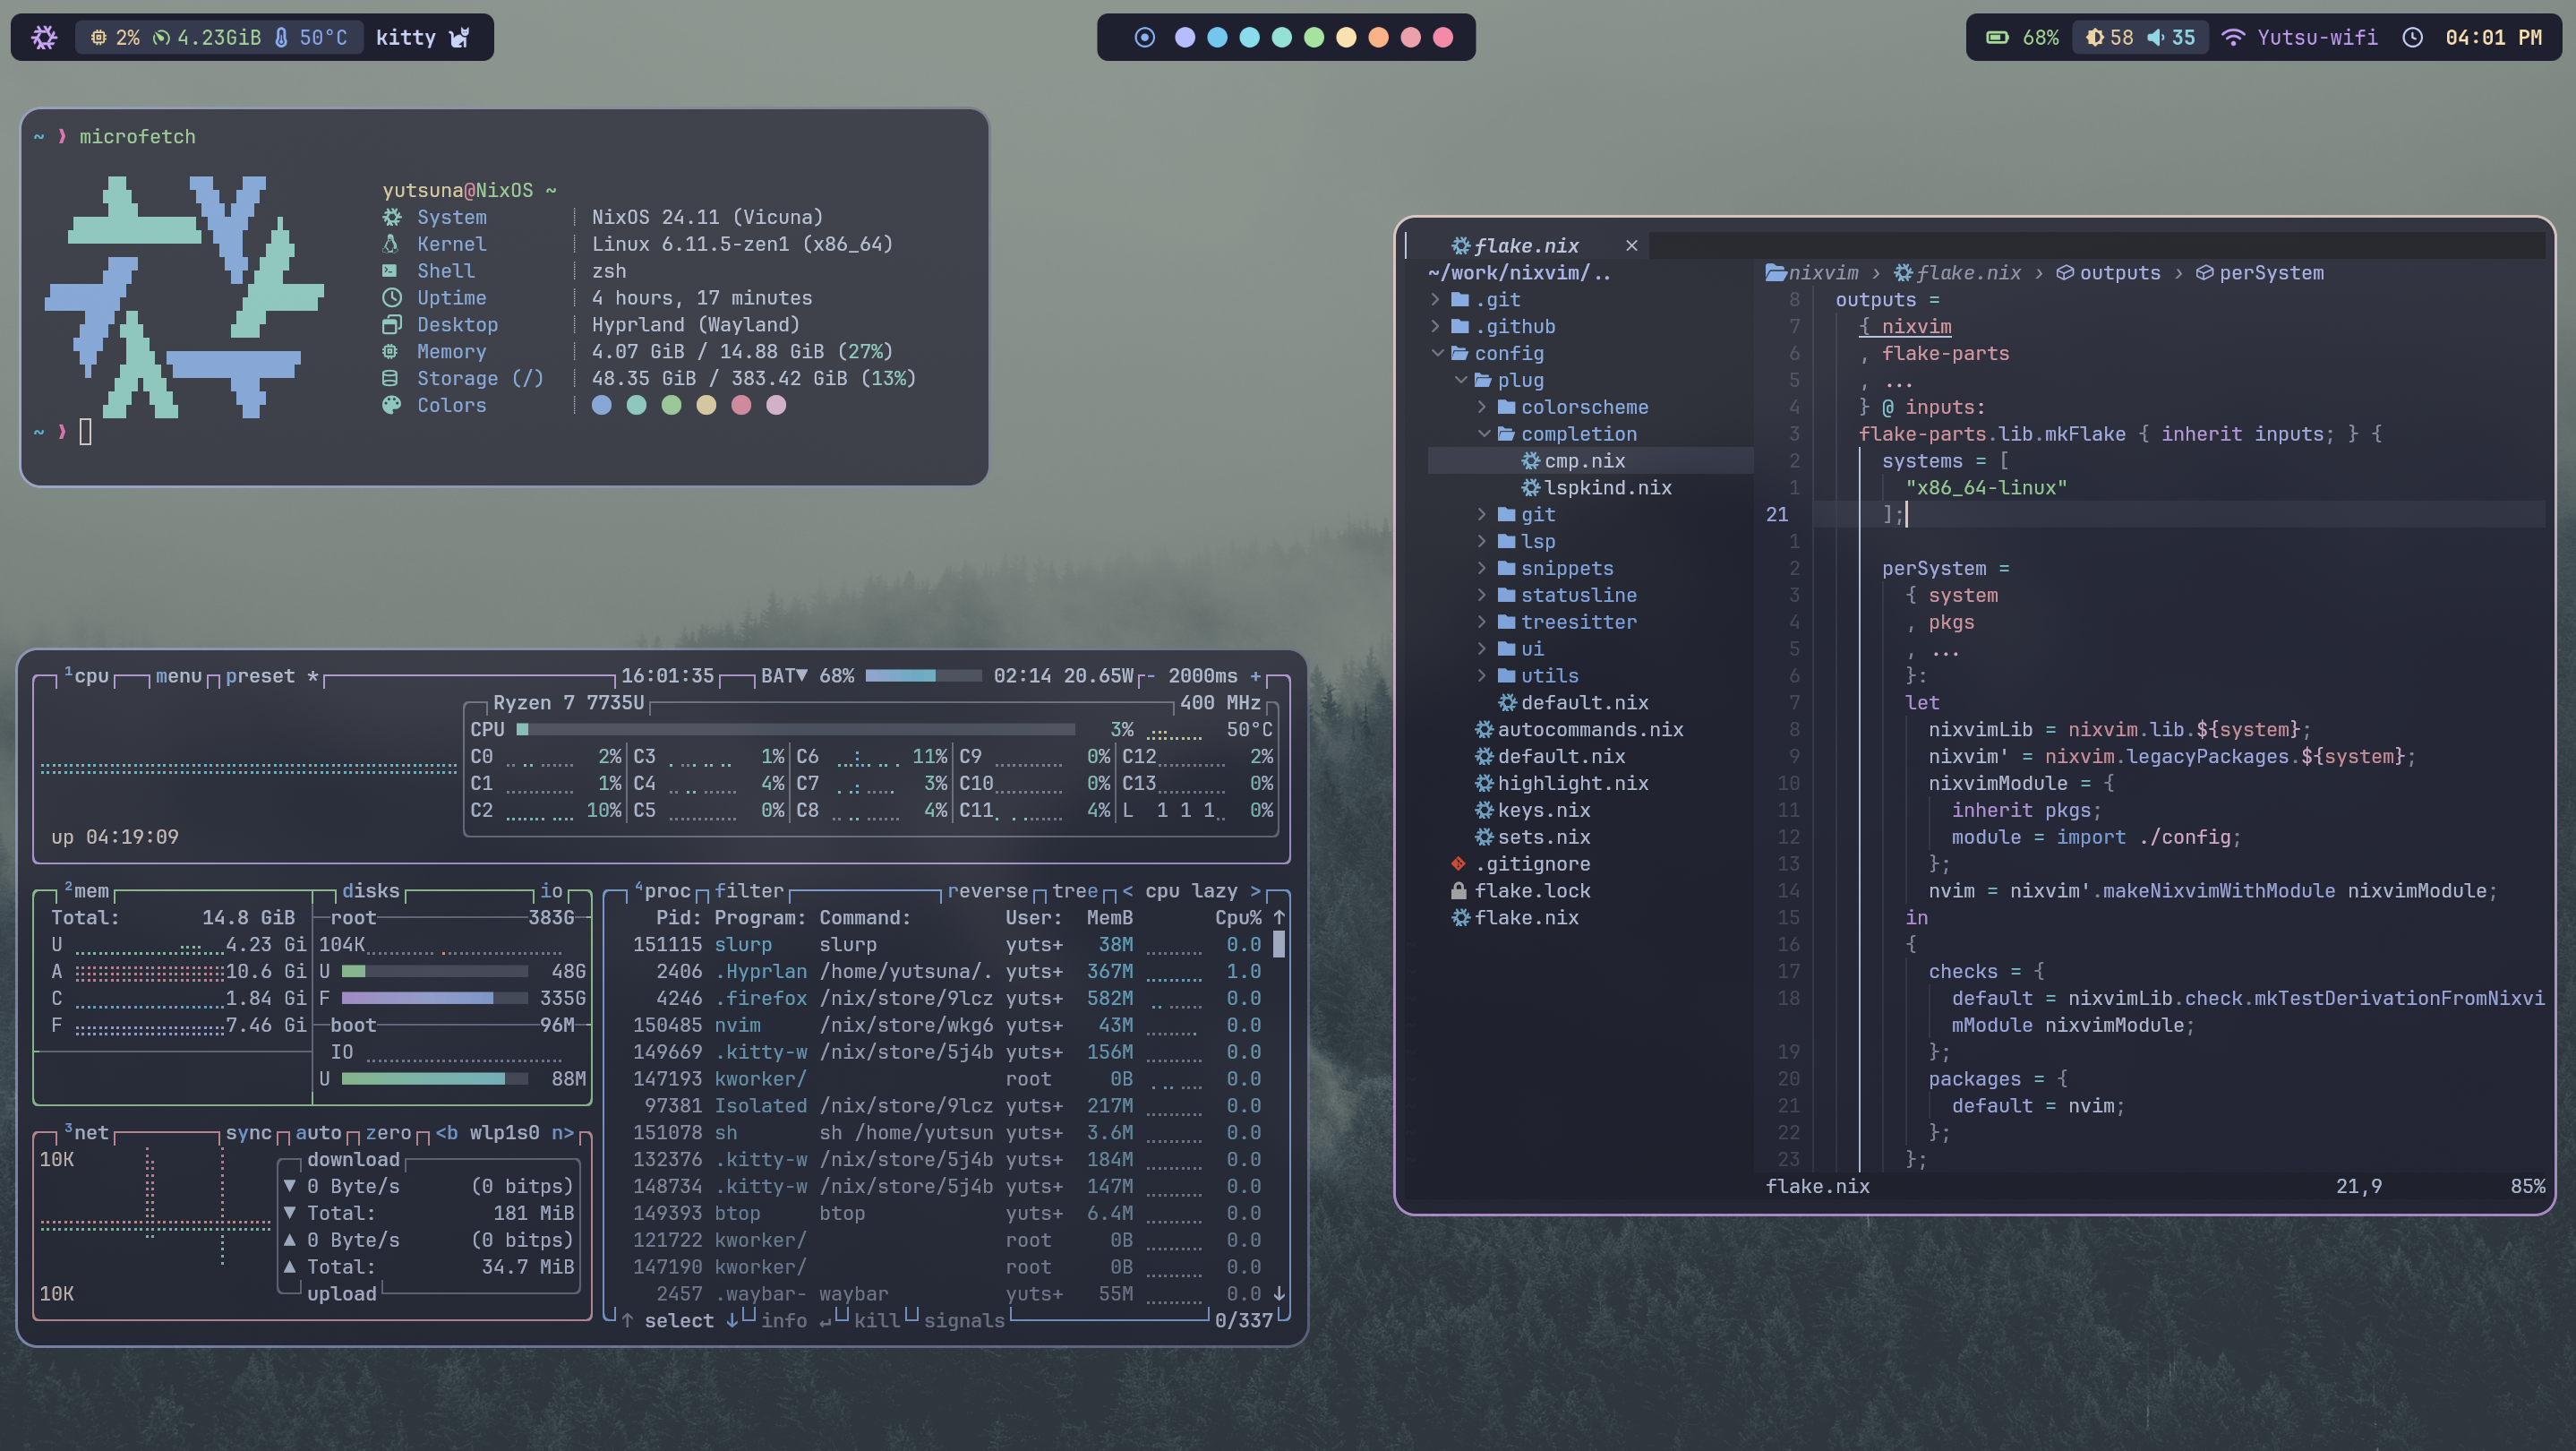 2% 4.23GiB 50°C kitty
68% 58 35 Yutsu-wifi 04:01 PM
~ ❱ microfetch
yutsuna@NixOS ~
System │ NixOS 24.11 (Vicuna)
Kernel │ Linux 6.11.5-zen1 (x86_64)
Shell │ zsh
Uptime │ 4 hours, 17 minutes
Desktop │ Hyprland (Wayland)
Memory │ 4.07 GiB / 14.88 GiB (27%)
Storage (/) │ 48.35 GiB / 383.42 GiB (13%)
Colors │
~ ❱
¹cpu menu preset * 16:01:35 BAT▼ 68% 02:14 20.65W - 2000ms +
Ryzen 7 7735U 400 MHz
CPU 3% 50°C
C0 2% C3 1% C6 11% C9 0% C12 2%
C1 1% C4 4% C7 3% C10 0% C13 0%
C2 10% C5 0% C8 4% C11 4% L 1 1 1 0%
up 04:19:09
²mem disks io
Total: 14.8 GiB root 383G
U 4.23 Gi 104K
A 10.6 Gi U 48G
C 1.84 Gi F 335G
F 7.46 Gi boot 96M
IO
U 88M
³net sync auto zero <b wlp1s0 n>
10K download
▼ 0 Byte/s (0 bitps)
▼ Total: 181 MiB
▲ 0 Byte/s (0 bitps)
▲ Total: 34.7 MiB
10K upload
⁴proc filter reverse tree < cpu lazy >
Pid: Program: Command: User: MemB Cpu% ↑
151115 slurp slurp yuts+ 38M 0.0
2406 .Hyprlan /home/yutsuna/. yuts+ 367M 1.0
4246 .firefox /nix/store/9lcz yuts+ 582M 0.0
150485 nvim /nix/store/wkg6 yuts+ 43M 0.0
149669 .kitty-w /nix/store/5j4b yuts+ 156M 0.0
147193 kworker/ root 0B 0.0
97381 Isolated /nix/store/9lcz yuts+ 217M 0.0
151078 sh sh /home/yutsun yuts+ 3.6M 0.0
132376 .kitty-w /nix/store/5j4b yuts+ 184M 0.0
148734 .kitty-w /nix/store/5j4b yuts+ 147M 0.0
149393 btop btop yuts+ 6.4M 0.0
121722 kworker/ root 0B 0.0
147190 kworker/ root 0B 0.0
2457 .waybar- waybar yuts+ 55M 0.0 ↓
↑ select ↓ info ↵ kill signals 0/337
flake.nix ×
~/work/nixvim/..
.git
.github
config
plug
colorscheme
completion
cmp.nix
lspkind.nix
git
lsp
snippets
statusline
treesitter
ui
utils
default.nix
autocommands.nix
default.nix
highlight.nix
keys.nix
sets.nix
.gitignore
flake.lock
flake.nix
nixvim › flake.nix › outputs › perSystem
8 outputs =
7 { nixvim
6 , flake-parts
5 , ...
4 } @ inputs:
3 flake-parts.lib.mkFlake { inherit inputs; } {
2 systems = [
1 "x86_64-linux"
21 ];
1
2 perSystem =
3 { system
4 , pkgs
5 , ...
6 }:
7 let
8 nixvimLib = nixvim.lib.${system};
9 nixvim' = nixvim.legacyPackages.${system};
10 nixvimModule = {
11 inherit pkgs;
12 module = import ./config;
13 };
14 nvim = nixvim'.makeNixvimWithModule nixvimModule;
15 in
16 {
17 checks = {
18 default = nixvimLib.check.mkTestDerivationFromNixvi
mModule nixvimModule;
19 };
20 packages = {
21 default = nvim;
22 };
23 };
flake.nix 21,9 85%